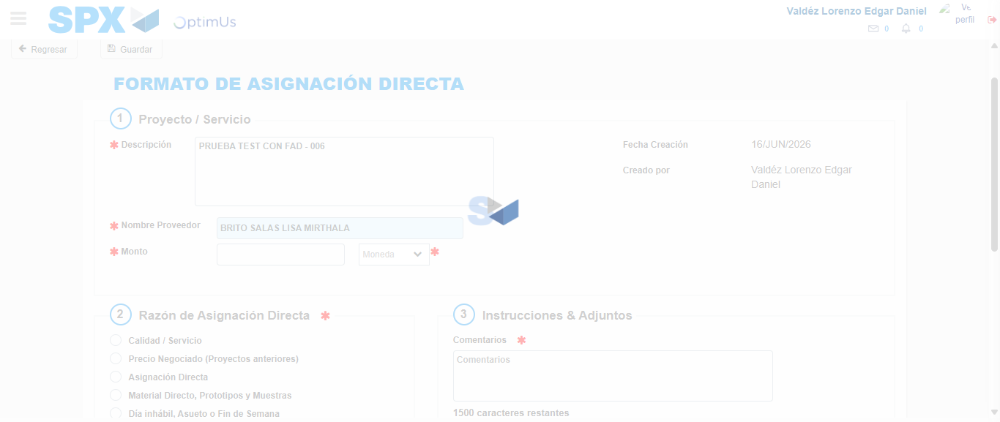 SPX
OptimUs
Valdéz Lorenzo Edgar Daniel
Ve
perfil
0
0
Regresar
Guardar
FORMATO DE ASIGNACIÓN DIRECTA
1 Proyecto / Servicio
* Descripción
PRUEBA TEST CON FAD - 006
Fecha Creación
16/JUN/2026
Creado por
Valdéz Lorenzo Edgar
Daniel
S
* Nombre Proveedor
BRITO SALAS LISA MIRTHALA
* Monto
Moneda
*
2 Razón de Asignación Directa *
Calidad / Servicio
Precio Negociado (Proyectos anteriores)
Asignación Directa
Material Directo, Prototipos y Muestras
Día inhábil, Asueto o Fin de Semana
3 Instrucciones & Adjuntos
Comentarios *
Comentarios
1500 caracteres restantes